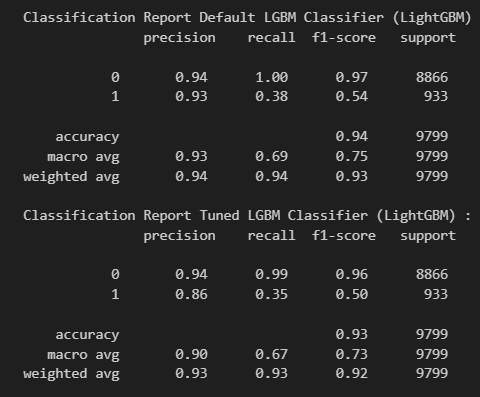 Classification Report Default LGBM Classifier (LightGBM)
precision recall f1-score support
0 0.94 1.00 0.97 8866
1 0.93 0.38 0.54 933
accuracy 0.94 9799
macro avg 0.93 0.69 0.75 9799
weighted avg 0.94 0.94 0.93 9799
Classification Report Tuned LGBM Classifier (LightGBM) :
precision recall f1-score support
0 0.94 0.99 0.96 8866
1 0.86 0.35 0.50 933
accuracy 0.93 9799
macro avg 0.90 0.67 0.73 9799
weighted avg 0.93 0.93 0.92 9799